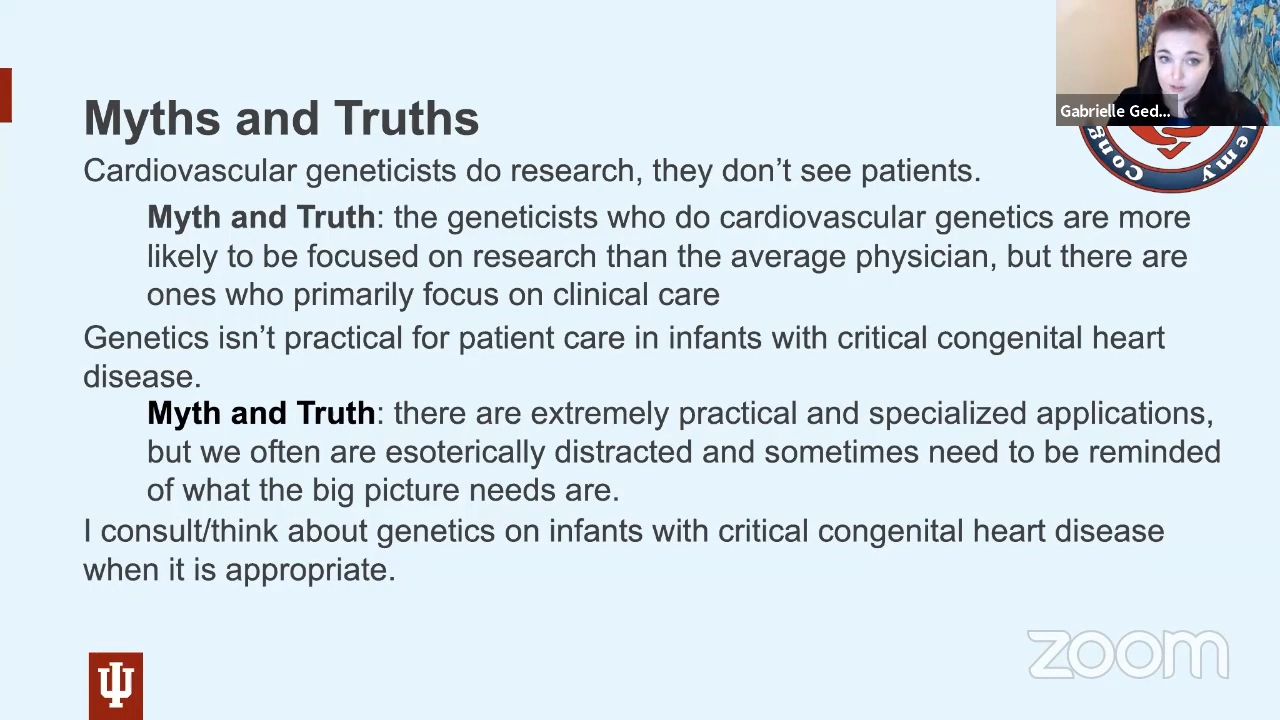 Gabrielle Ged...
Myths and Truths
Cardiovascular geneticists do research, they don’t see patients.
Myth and Truth: the geneticists who do cardiovascular genetics are more
likely to be focused on research than the average physician, but there are
ones who primarily focus on clinical care
Genetics isn’t practical for patient care in infants with critical congenital heart
disease.
Myth and Truth: there are extremely practical and specialized applications,
but we often are esoterically distracted and sometimes need to be reminded
of what the big picture needs are.
I consult/think about genetics on infants with critical congenital heart disease
when it is appropriate.
zoom